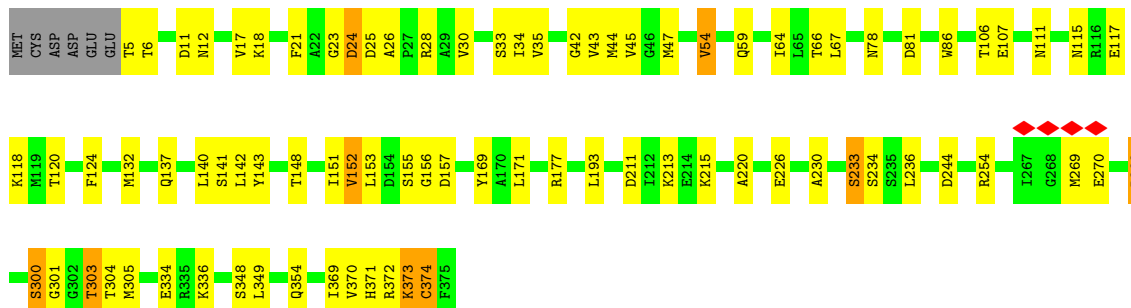 MET CYS ASP ASP GLU GLU T5 T6 D11 N12 V17 K18 F21 A22 G23 D24 D25 A26 P27 R28 A29 V30 S33 I34 V35 G42 V43 M44 V45 G46 M47 V54 Q59 I64 L65 T66 L67 N78 D81 W86 T106 E107 N111 N115 R116 E117
K118 M119 T120 F124 M132 Q137 L140 S141 L142 Y143 T148 I151 V152 L153 D154 S155 G156 D157 Y169 A170 L171 R177 L193 D211 I212 K213 E214 K215 A220 E226 A230 S233 S234 S235 L236 D244 R254 I267 G268 M269 E270
S300 G301 G302 T303 T304 M305 E334 R335 K336 S348 L349 Q354 I369 V370 H371 R372 K373 C374 F375